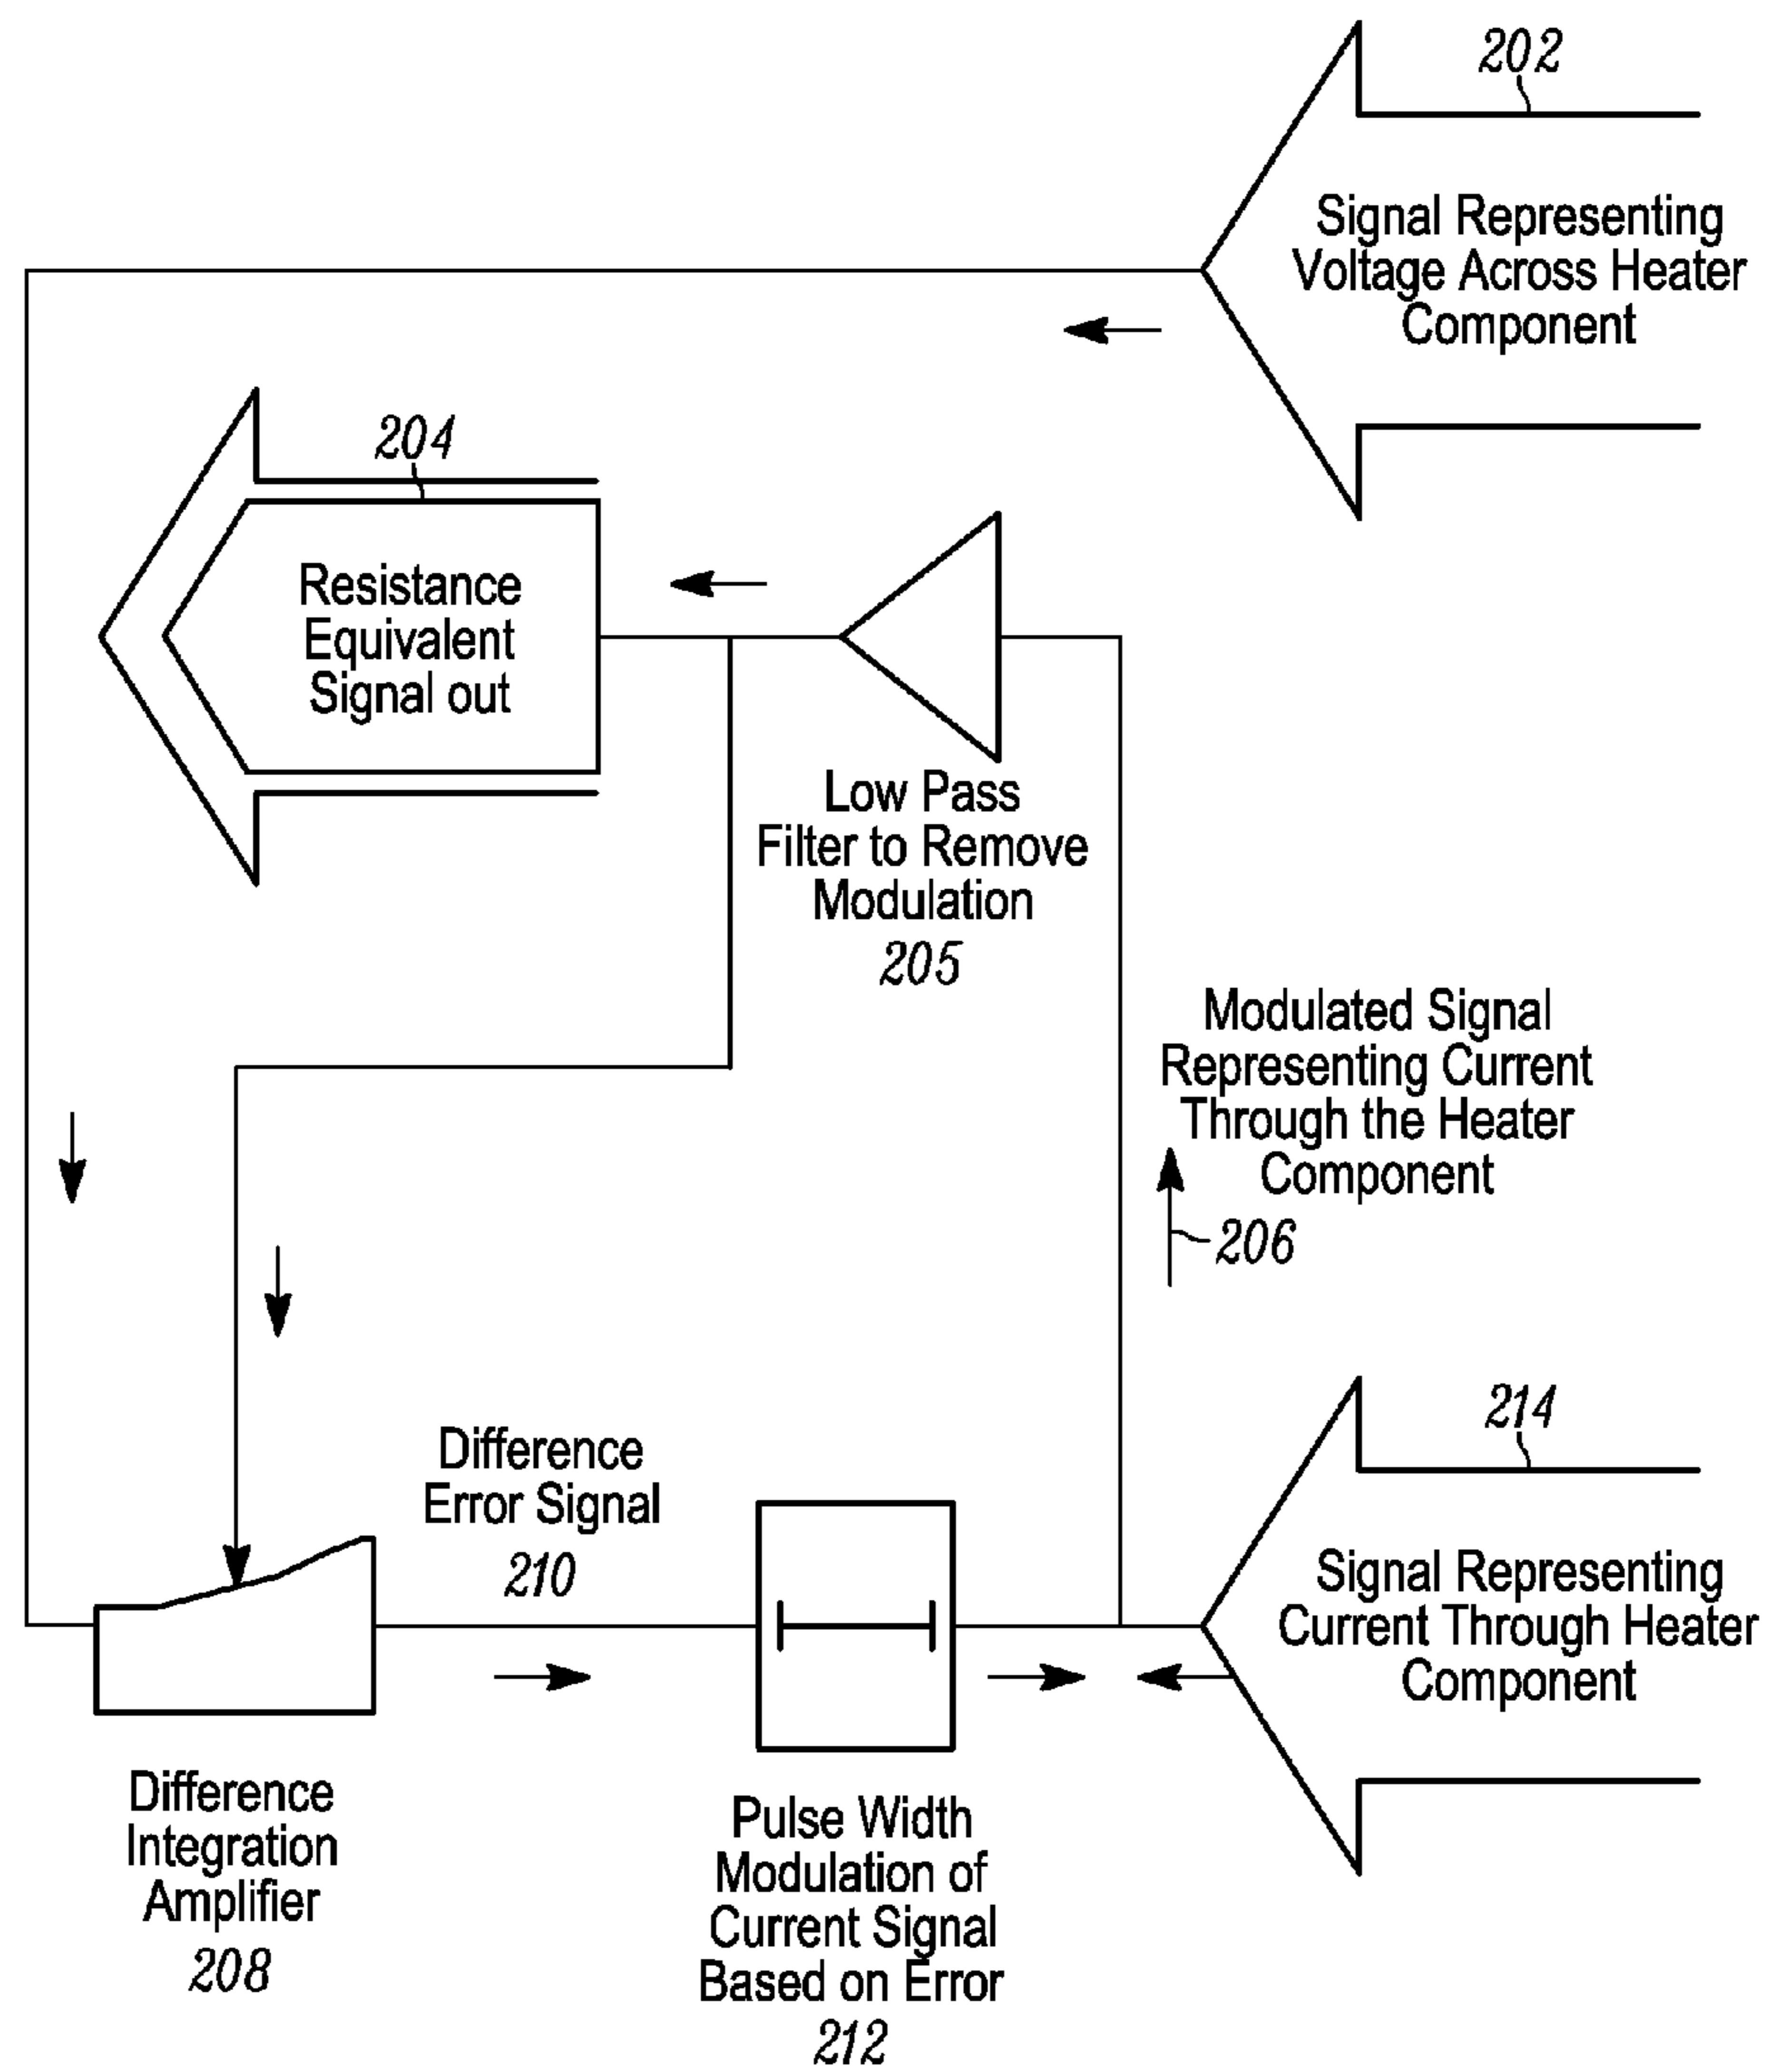 202
Signal Representing
Voltage Across Heater
Component
204
Resistance
Equivalent
Signal out
Low Pass
Filter to Remove
Modulation
205
Modulated Signal
Representing Current
Through the Heater
Component
206
214
Signal Representing
Current Through Heater
Component
Difference
Error Signal
210
Difference
Integration
Amplifier
208
Pulse Width
Modulation of
Current Signal
Based on Error
212